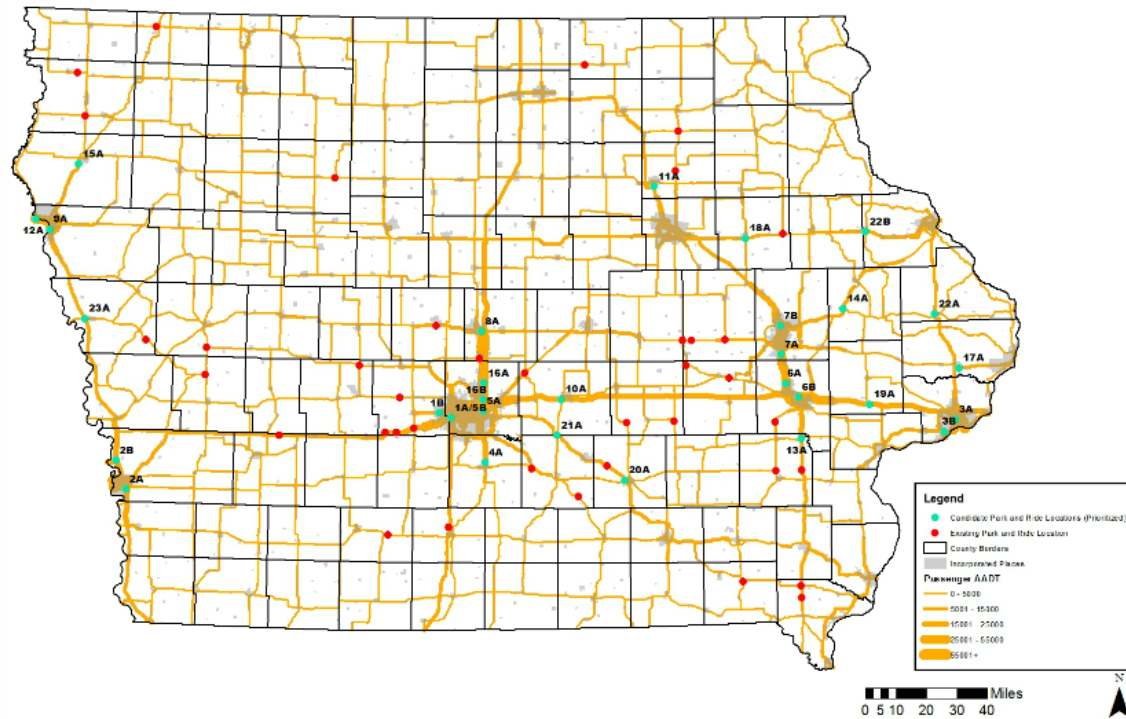 15A
11A
9A
12A
18A
22B
23A
14A
22A
8A
7B
7A
17A
16A
6A
16B
5A
10A
6B
19A
1B
1A/5B
3A
3B
21A
13A
2B
4A
20A
2A
Legend
Candidate Park and Ride Locations (Prioritized)
Existing Park and Ride Location
County Borders
Incorporated Places
Passenger AADT
0 - 5000
5001 - 15000
15001 - 25000
25001 - 55000
55001+
N
Miles
0 5 10 20 30 40